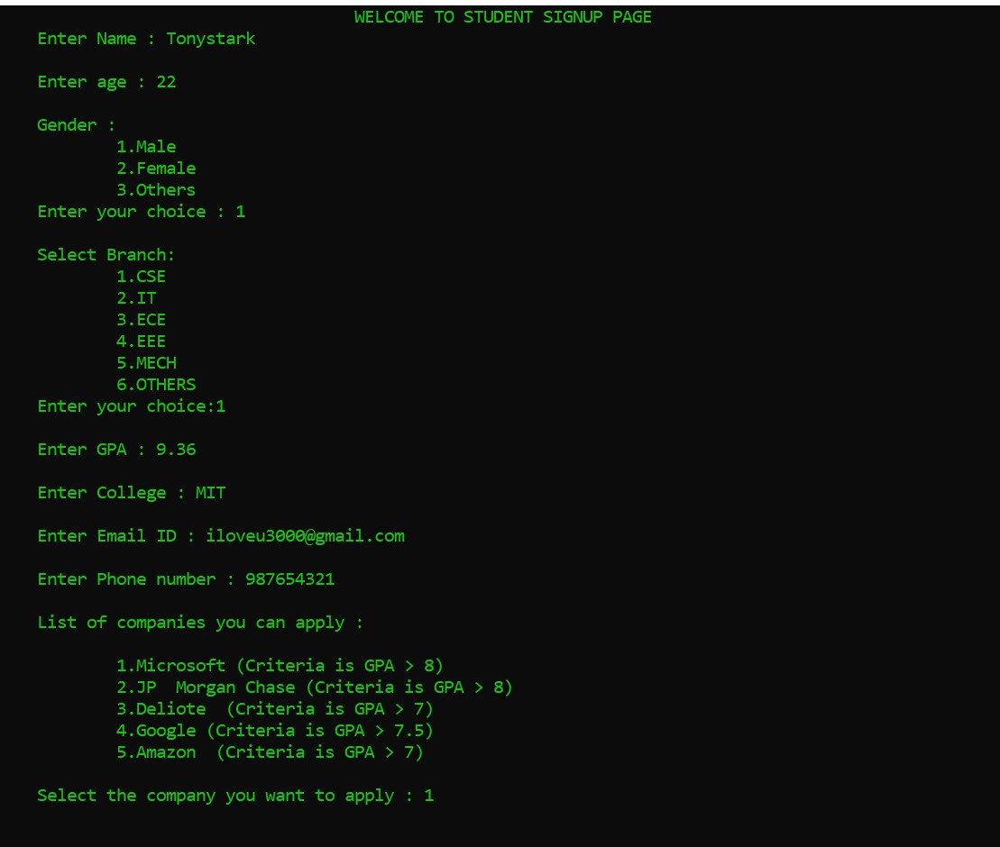 WELCOME TO STUDENT SIGNUP PAGE
Enter Name : Tonystark
Enter age : 22
Gender :
1.Male
2.Female
3.Others
Enter your choice : 1
Select Branch:
1.CSE
2.IT
3.ECE
4.EEE
5.MECH
6.OTHERS
Enter your choice:1
Enter GPA : 9.36
Enter College : MIT
Enter Email ID : iloveu3000@gmail.com
Enter Phone number : 987654321
List of companies you can apply :
1.Microsoft (Criteria is GPA > 8)
2.JP  Morgan Chase (Criteria is GPA > 8)
3.Deliote  (Criteria is GPA > 7)
4.Google (Criteria is GPA > 7.5)
5.Amazon  (Criteria is GPA > 7)
Select the company you want to apply : 1